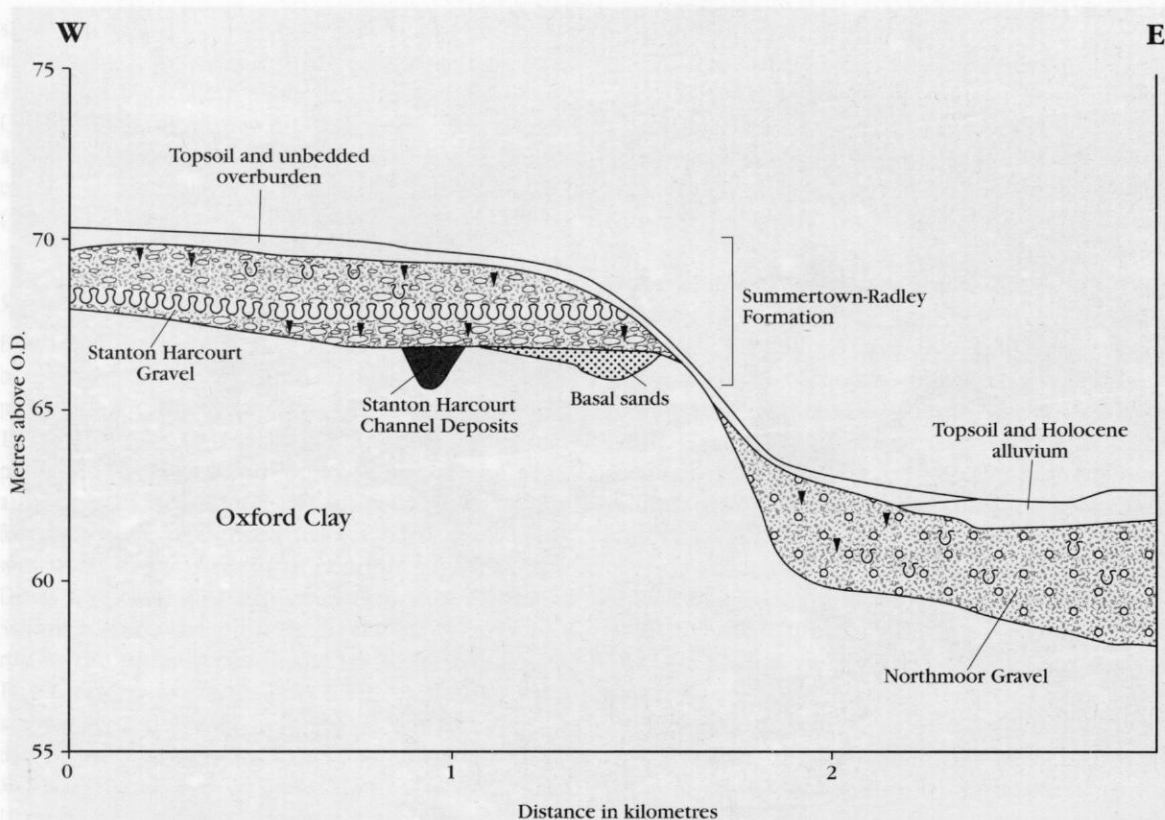 W
E
75
70
65
60
55
Metres above O.D.
Topsoil and unbedded
overburden
Summertown-Radley
Formation
Stanton Harcourt
Gravel
Stanton Harcourt
Channel Deposits
Basal sands
Topsoil and Holocene
alluvium
Oxford Clay
Northmoor Gravel
0
1
2
Distance in kilometres